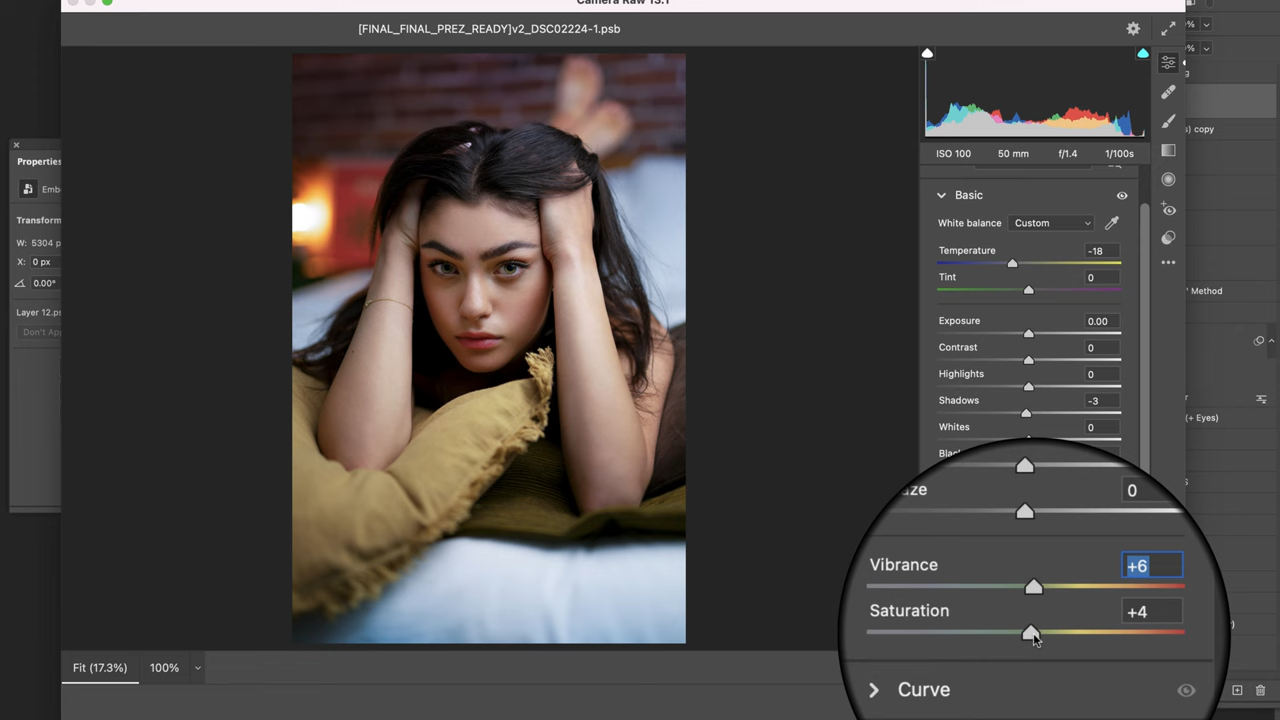 Camera Raw 13.1
[FINAL_FINAL_PREZ_READY]v2_DSC02224-1.psb
ISO 100 50 mm f/1.4 1/100s
Basic
White balance Custom
Temperature -18
Tint 0
Exposure 0.00
Contrast 0
Highlights 0
Shadows -3
Whites 0
0
Vibrance +6
Saturation +4
Curve
Fit (17.3%) 100%
Properties
Transform
W: 5304
X: 0 px
0.00°
Layer 12.ps
copy
Method
(+ Eyes)